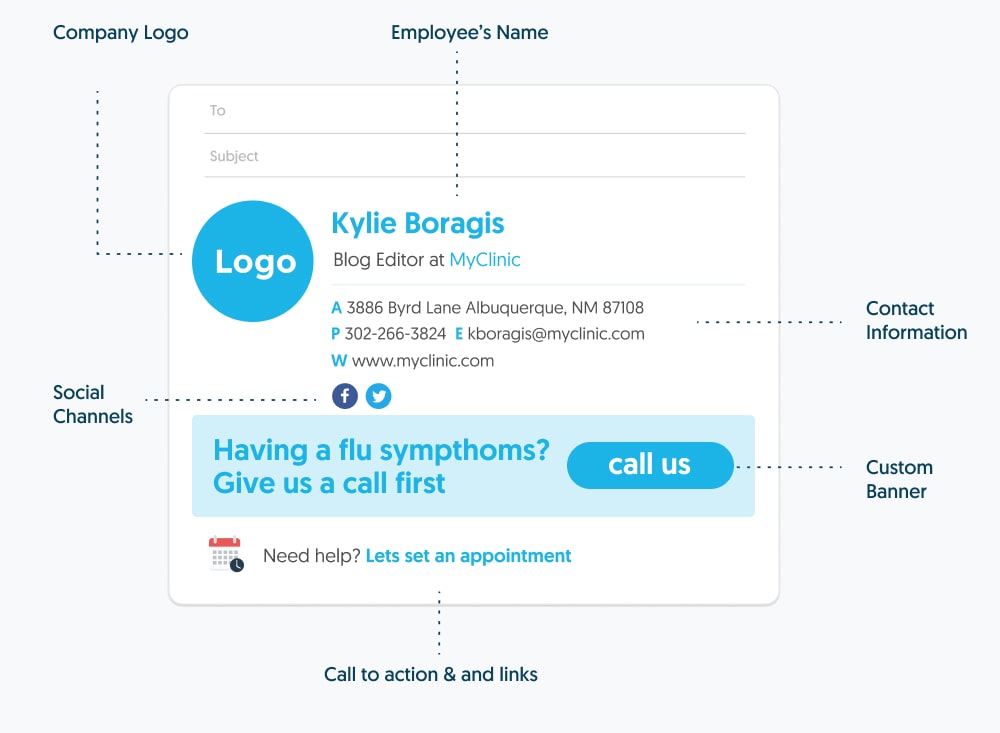 Company Logo
Employee's Name
To
Subject
Logo
Kylie Boragis
Blog Editor at MyClinic
A 3886 Byrd Lane Albuquerque, NM 87108
P 302-266-3824 E kboragis@myclinic.com
W www.myclinic.com
Contact
Information
Social
Channels
f
Having a flu sympthoms?
Give us a call first
call us
Custom
Banner
Need help? Lets set an appointment
Call to action & and links